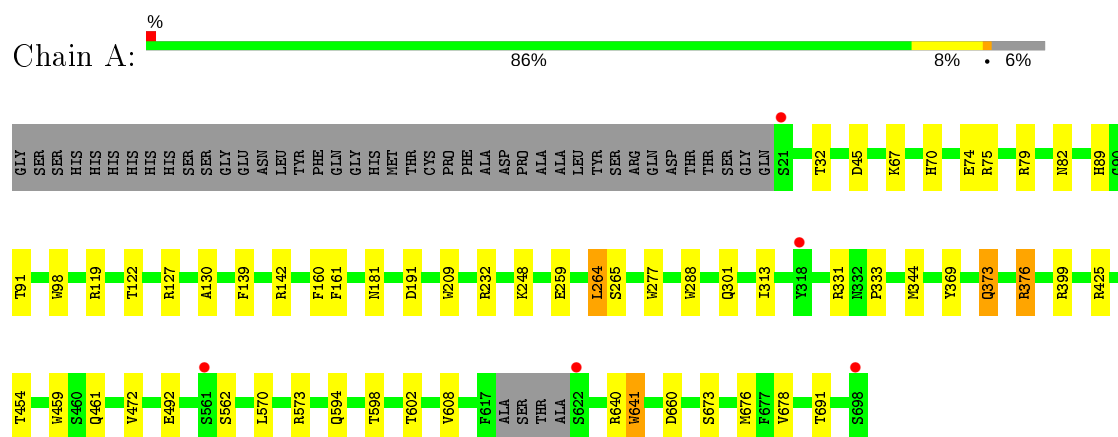 %
Chain A:
86% 8% • 6%
GLY SER SER HIS HIS HIS HIS HIS HIS SER SER GLY GLU ASN LEU TYR PHE GLN GLY HIS MET THR CYS PRO PHE ALA ASP PRO ALA ALA LEU TYR SER ARG GLN ASP THR THR SER GLY GLN S21 T32 D45 K67 H70 E74 R75 R79 N82 H89 G90
T91 W98 R119 T122 R127 A130 F139 R142 F160 F161 N181 D191 W209 R232 K248 E259 L264 S265 W277 W288 Q301 I313 Y318 R331 N332 P333 M344 Y369 Q373 R376 R399 R425
T454 W459 S460 Q461 V472 E492 S561 S562 L570 R573 Q594 T598 T602 V608 F617 ALA SER THR ALA S622 R640 W641 D660 S673 M676 F677 V678 T691 S698